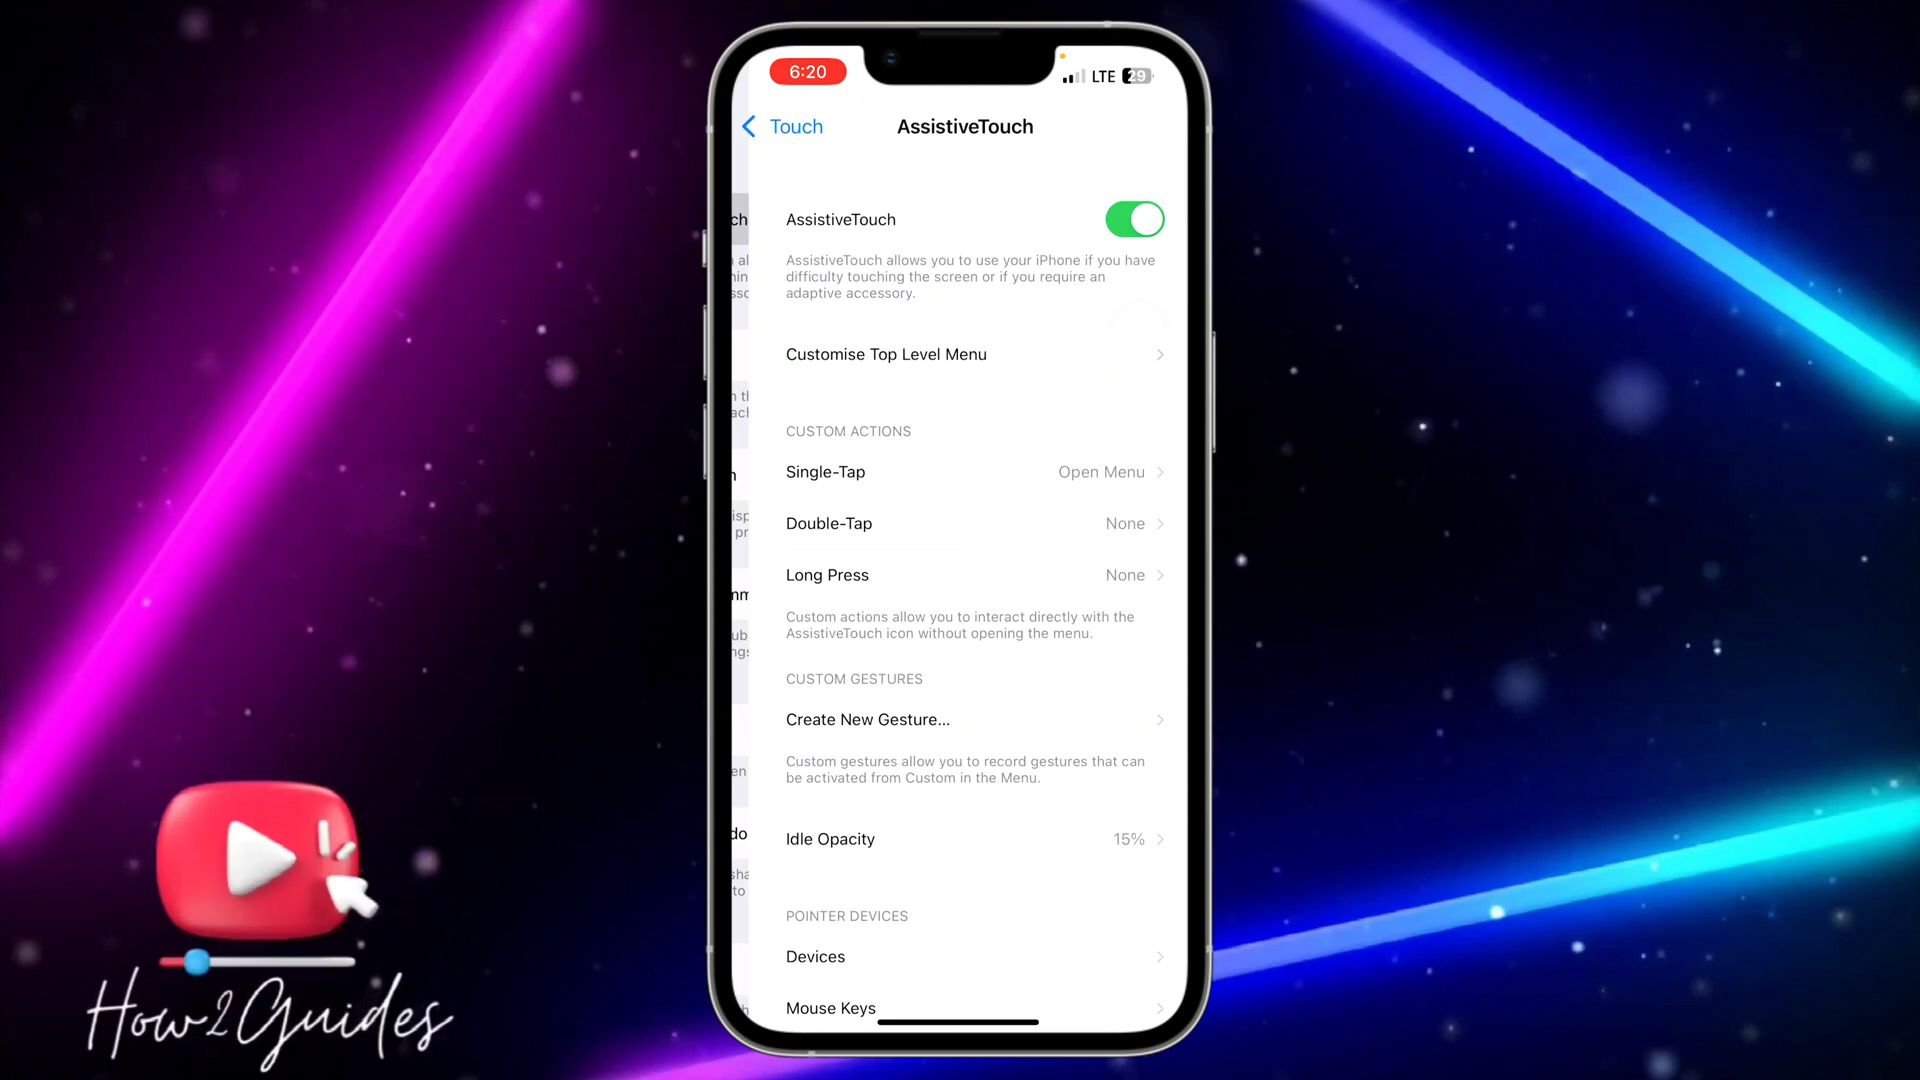 6:20
LTE 29
Touch
AssistiveTouch
AssistiveTouch
AssistiveTouch allows you to use your iPhone if you have
difficulty touching the screen or if you require an
adaptive accessory.
Customise Top Level Menu
CUSTOM ACTIONS
Single-Tap Open Menu
Double-Tap None
Long Press None
Custom actions allow you to interact directly with the
AssistiveTouch icon without opening the menu.
CUSTOM GESTURES
Create New Gesture...
Custom gestures allow you to record gestures that can
be activated from Custom in the Menu.
Idle Opacity 15%
POINTER DEVICES
Devices
Mouse Keys
How2Guides